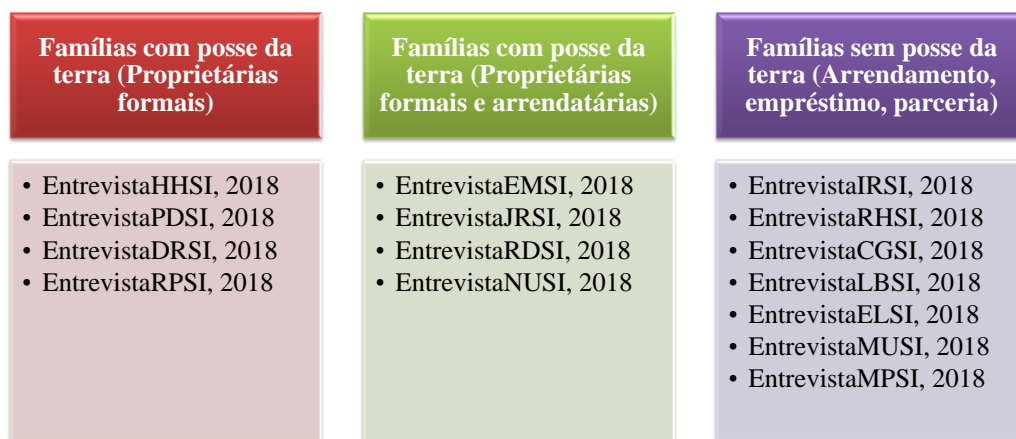 Famílias com posse da
terra (Proprietárias
formais)
• EntrevistaHHSI, 2018
• EntrevistaPDSI, 2018
• EntrevistaDRSI, 2018
• EntrevistaRPSI, 2018
Famílias com posse da
terra (Proprietárias
formais e arrendatárias)
• EntrevistaEMSI, 2018
• EntrevistaJRSI, 2018
• EntrevistaRDSI, 2018
• EntrevistaNUSI, 2018
Famílias sem posse da
terra (Arrendamento,
empréstimo, parceria)
• EntrevistaIRSI, 2018
• EntrevistaRHSI, 2018
• EntrevistaCGSI, 2018
• EntrevistaLBSI, 2018
• EntrevistaELSI, 2018
• EntrevistaMUSI, 2018
• EntrevistaMPSI, 2018